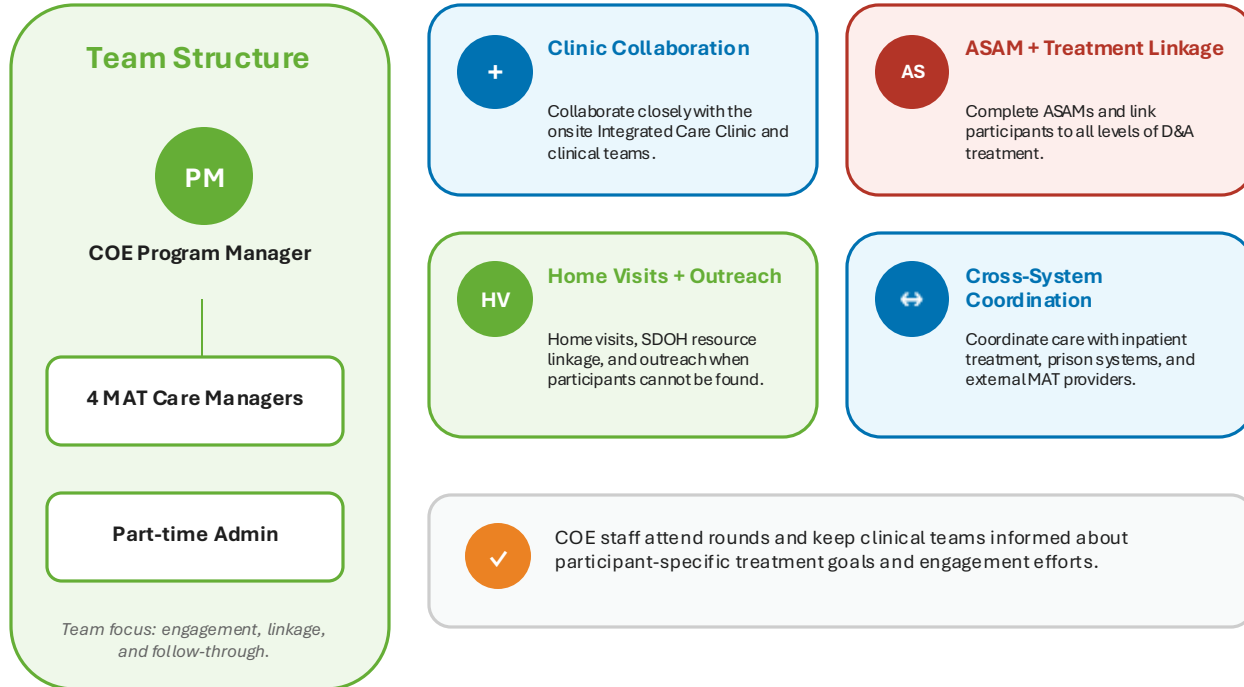 Team Structure
PM
COE Program Manager
4 MAT Care Managers
Part-time Admin
Team focus: engagement, linkage,
and follow-through.
+
Clinic Collaboration
Collaborate closely with the
onsite Integrated Care Clinic and
clinical teams.
AS
ASAM + Treatment Linkage
Complete ASAMs and link
participants to all levels of D&A
treatment.
HV
Home Visits + Outreach
Home visits, SDOH resource
linkage, and outreach when
participants cannot be found.
↔
Cross-System
Coordination
Coordinate care with inpatient
treatment, prison systems, and
external MAT providers.
✓
COE staff attend rounds and keep clinical teams informed about
participant-specific treatment goals and engagement efforts.